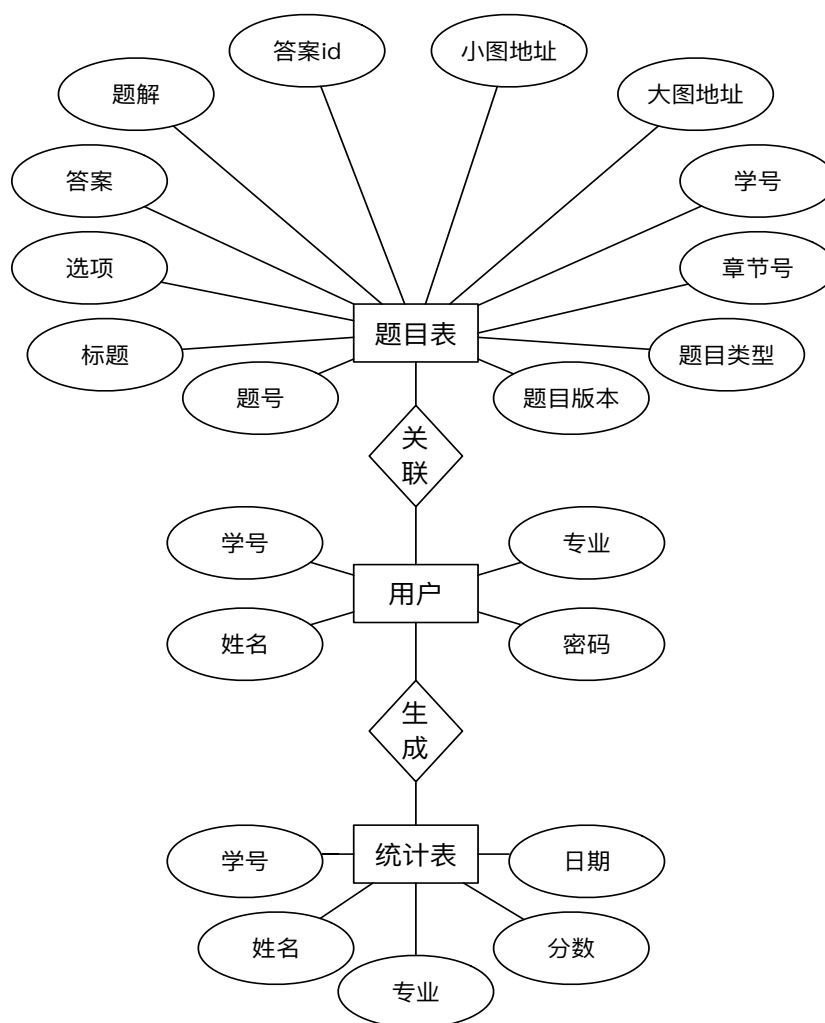 答案id
小图地址
题解
大图地址
答案
学号
选项
章节号
题目表
标题
题目类型
题号
题目版本
关
联
学号
专业
用户
姓名
密码
生
成
学号
统计表
日期
姓名
分数
专业